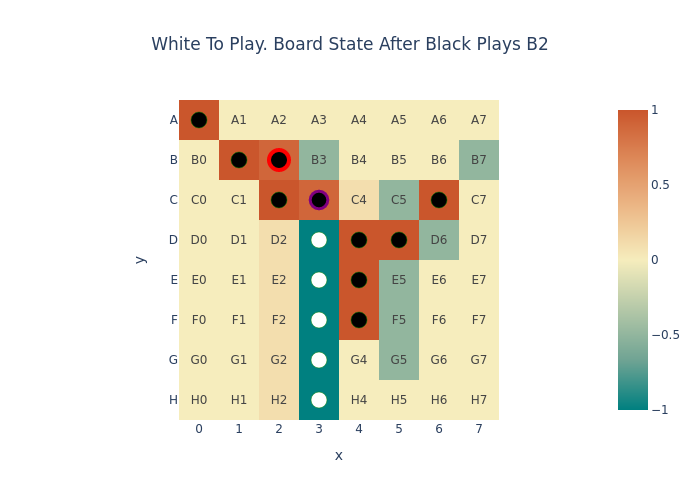 White To Play. Board State After Black Plays B2
A A1 A2 A3 A4 A5 A6 A7
B B0 B3 B4 B5 B6 B7
C C0 C1 C4 C5 C7
D D0 D1 D2 D6 D7
E E0 E1 E2 E5 E6 E7
F F0 F1 F2 F5 F6 F7
G G0 G1 G2 G4 G5 G6 G7
H H0 H1 H2 H4 H5 H6 H7
0 1 2 3 4 5 6 7
x
y
1
0.5
0
−0.5
−1